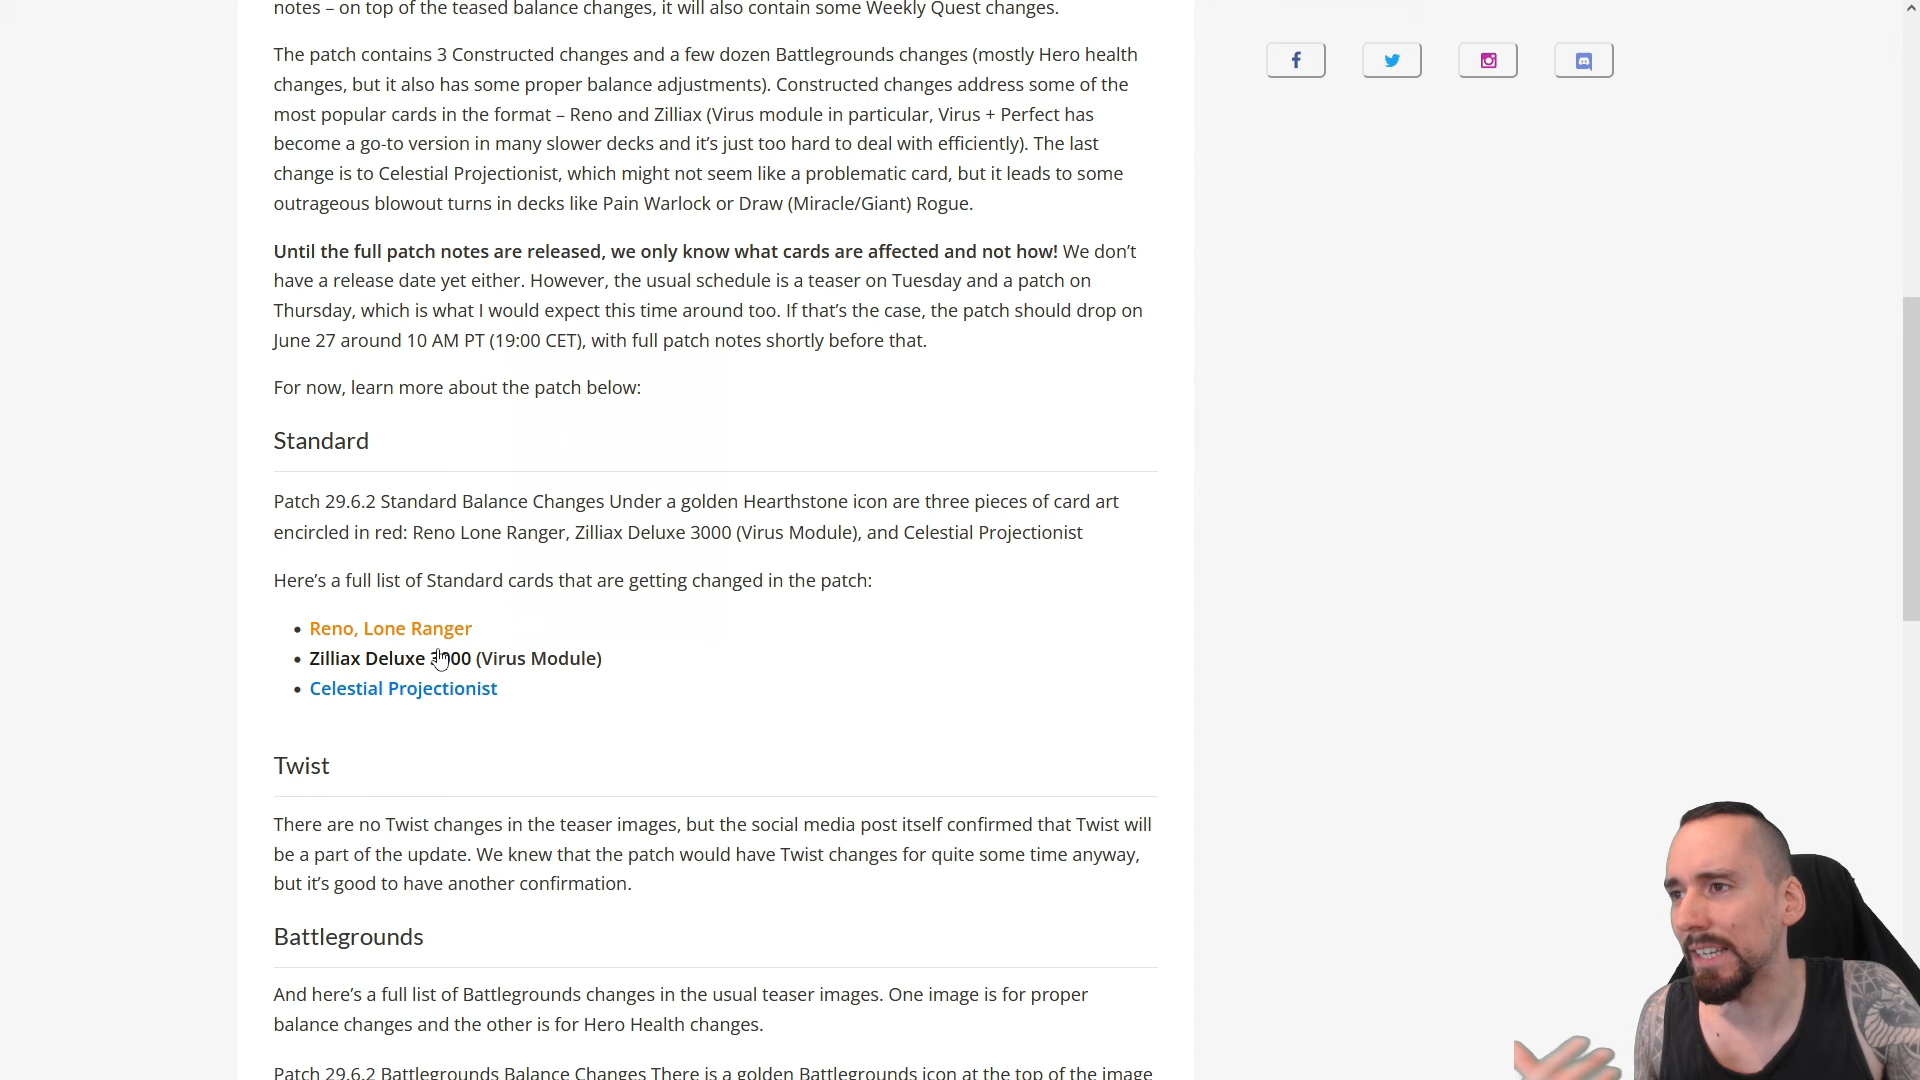 notes – on top of the teased balance changes, it will also contain some Weekly Quest changes.
The patch contains 3 Constructed changes and a few dozen Battlegrounds changes (mostly Hero health
changes, but it also has some proper balance adjustments). Constructed changes address some of the
most popular cards in the format – Reno and Zilliax (Virus module in particular, Virus + Perfect has
become a go-to version in many slower decks and it's just too hard to deal with efficiently). The last
change is to Celestial Projectionist, which might not seem like a problematic card, but it leads to some
outrageous blowout turns in decks like Pain Warlock or Draw (Miracle/Giant) Rogue.
Until the full patch notes are released, we only know what cards are affected and not how! We don't
have a release date yet either. However, the usual schedule is a teaser on Tuesday and a patch on
Thursday, which is what I would expect this time around too. If that's the case, the patch should drop on
June 27 around 10 AM PT (19:00 CET), with full patch notes shortly before that.
For now, learn more about the patch below:
Standard
Patch 29.6.2 Standard Balance Changes Under a golden Hearthstone icon are three pieces of card art
encircled in red: Reno Lone Ranger, Zilliax Deluxe 3000 (Virus Module), and Celestial Projectionist
Here's a full list of Standard cards that are getting changed in the patch:
• Reno, Lone Ranger
• Zilliax Deluxe 3000 (Virus Module)
• Celestial Projectionist
Twist
There are no Twist changes in the teaser images, but the social media post itself confirmed that Twist will
be a part of the update. We knew that the patch would have Twist changes for quite some time anyway,
but it's good to have another confirmation.
Battlegrounds
And here's a full list of Battlegrounds changes in the usual teaser images. One image is for proper
balance changes and the other is for Hero Health changes.
Patch 29.6.2 Battlegrounds Balance Changes There is a golden Battlegrounds icon at the top of the image